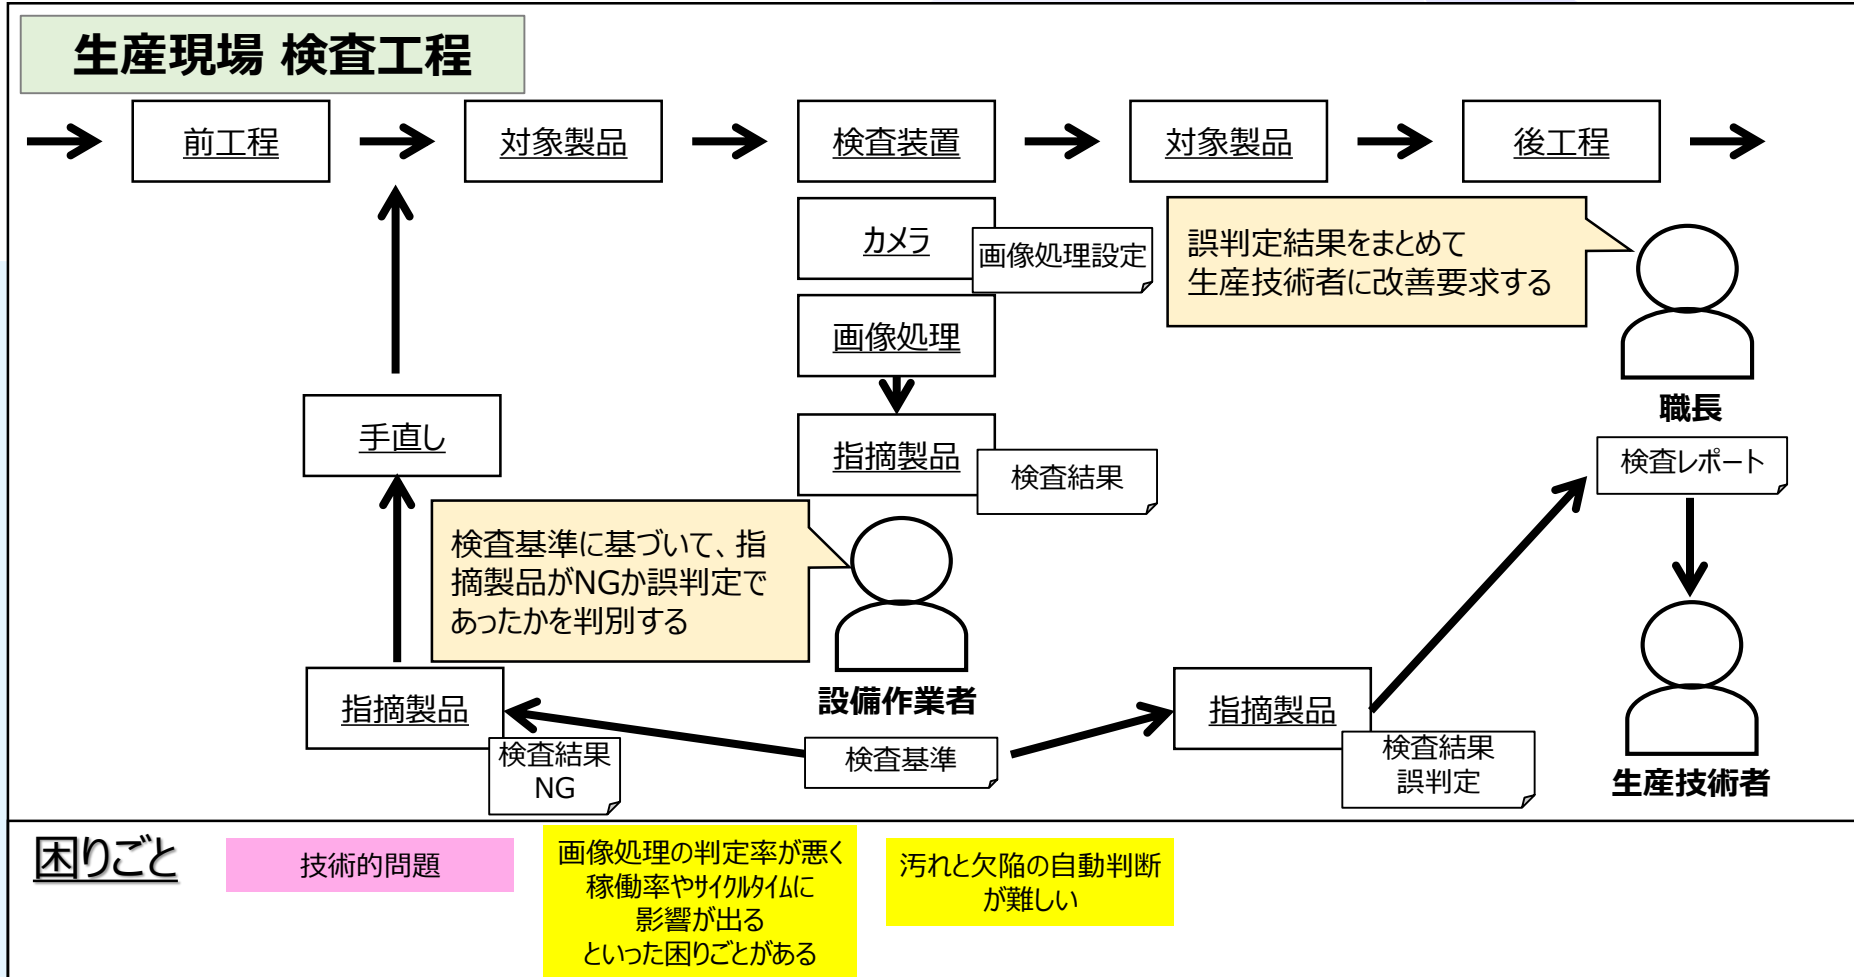 生産現場 検査工程
前工程
対象製品
検査装置
対象製品
後工程
カメラ
画像処理設定
画像処理
誤判定結果をまとめて
生産技術者に改善要求する
職長
手直し
指摘製品
検査結果
検査レポート
検査基準に基づいて、指
摘製品がNGか誤判定で
あったかを判別する
設備作業者
指摘製品
検査結果
NG
検査基準
指摘製品
検査結果
誤判定
生産技術者
困りごと
技術的問題
画像処理の判定率が悪く
稼働率やサイクルタイムに
影響が出る
といった困りごとがある
汚れと欠陥の自動判断
が難しい